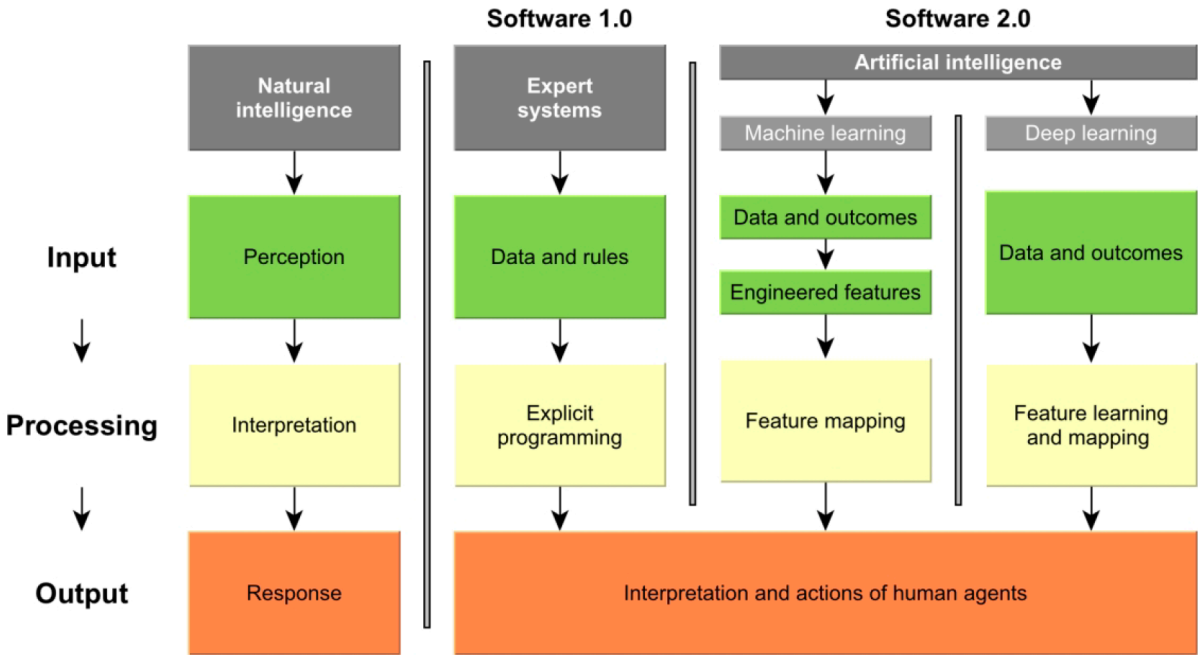 Software 1.0
Software 2.0
Natural
intelligence
Expert
systems
Artificial intelligence
Machine learning
Deep learning
Input
Perception
Data and rules
Data and outcomes
Engineered features
Data and outcomes
Processing
Interpretation
Explicit
programming
Feature mapping
Feature learning
and mapping
Output
Response
Interpretation and actions of human agents